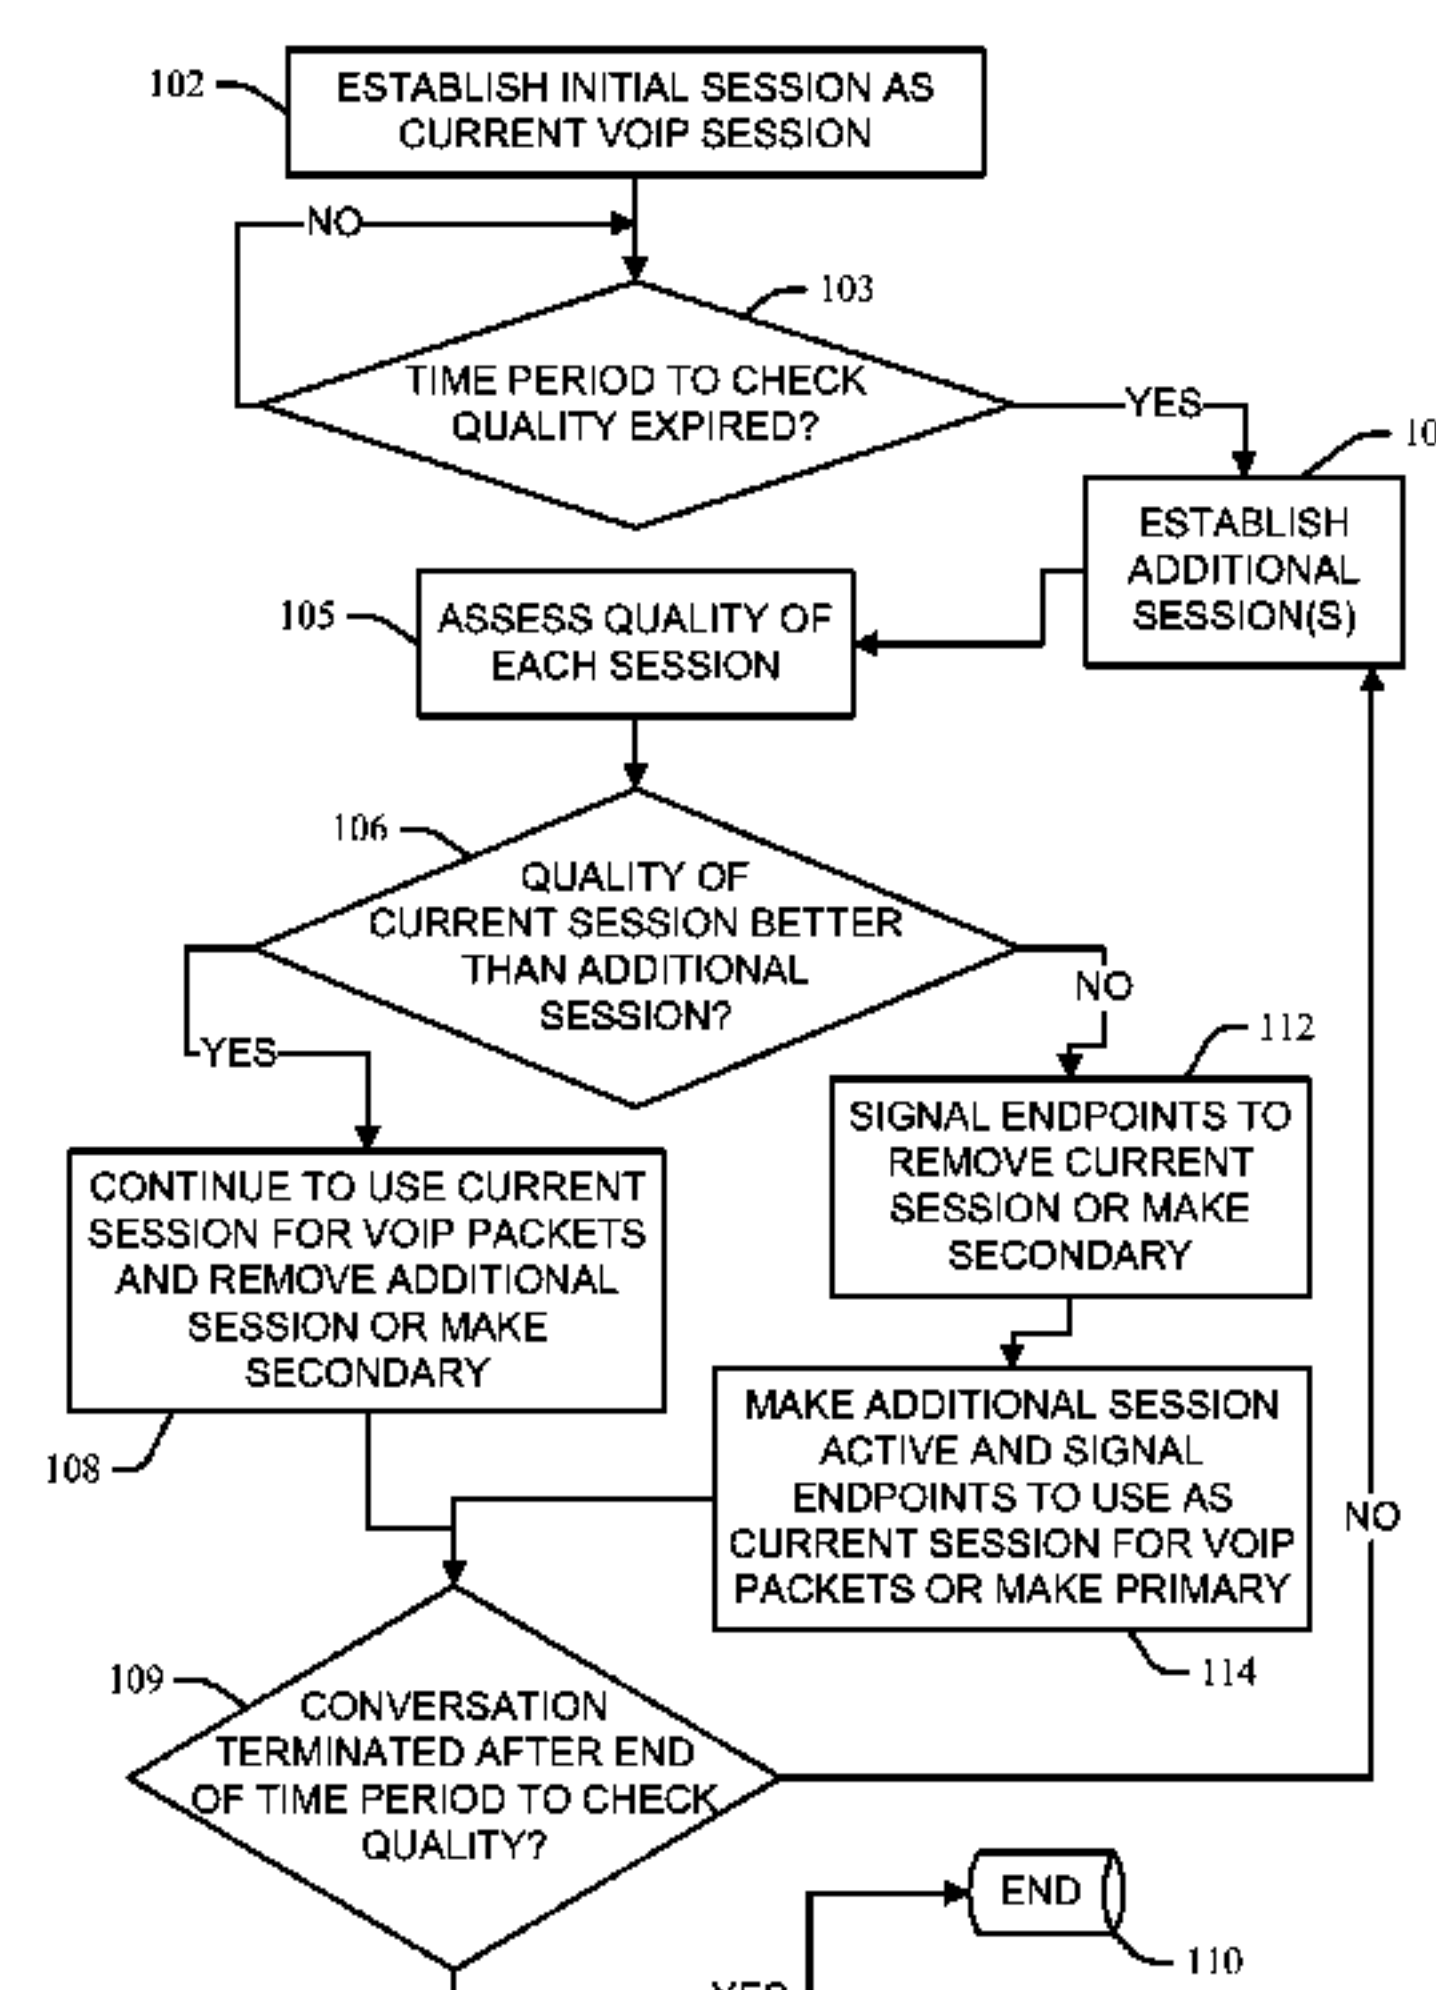 102
ESTABLISH INITIAL SESSION AS
CURRENT VOIP SESSION
NO
103
TIME PERIOD TO CHECK
QUALITY EXPIRED?
YES
10
ESTABLISH
ADDITIONAL
SESSION(S)
105
ASSESS QUALITY OF
EACH SESSION
106
QUALITY OF
CURRENT SESSION BETTER
THAN ADDITIONAL
SESSION?
NO
YES
112
SIGNAL ENDPOINTS TO
REMOVE CURRENT
SESSION OR MAKE
SECONDARY
CONTINUE TO USE CURRENT
SESSION FOR VOIP PACKETS
AND REMOVE ADDITIONAL
SESSION OR MAKE
SECONDARY
108
MAKE ADDITIONAL SESSION
ACTIVE AND SIGNAL
ENDPOINTS TO USE AS
CURRENT SESSION FOR VOIP
PACKETS OR MAKE PRIMARY
NO
114
109
CONVERSATION
TERMINATED AFTER END
OF TIME PERIOD TO CHECK
QUALITY?
END
110
YES